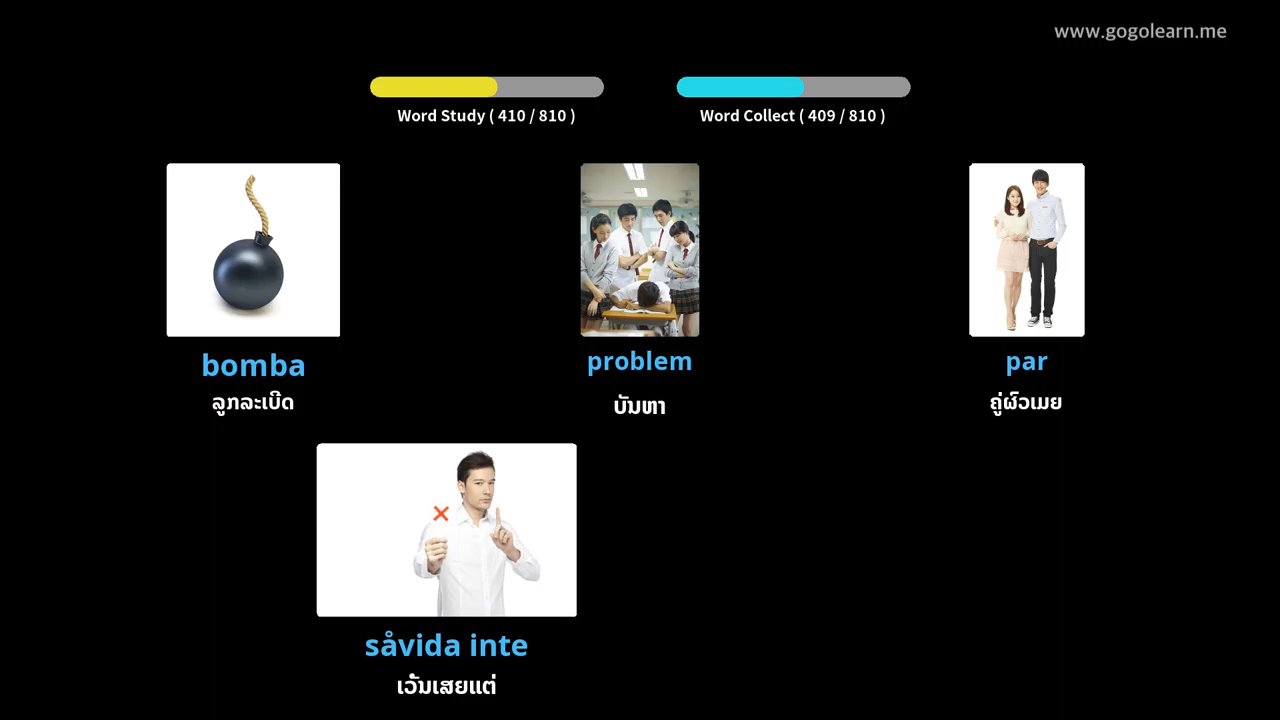 www.gogolearn.me
Word Study ( 410 / 810 )
Word Collect ( 409 / 810 )
bomba
ລູກລະເບີດ
problem
ບັນຫາ
par
ຄູ່ຜົວເມຍ
såvida inte
ເວັ້ນເສຍແຕ່